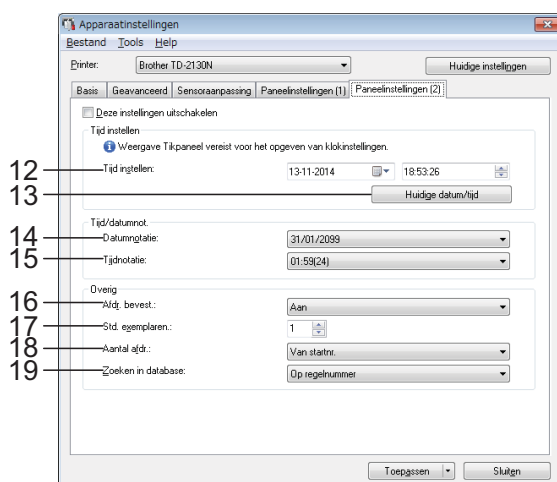 Apparaatinstellingen
Bestand Tools Help
Printer: Brother TD-2130N Huidige instellingen
Basis Geavanceerd Sensoraanpassing Paneelinstellingen (1) Paneelinstellingen (2)
Deze instellingen uitschakelen
Tijd instellen
Weergave Tikpaneel vereist voor het opgeven van klokinstellingen.
12 Tijd instellen: 13-11-2014 18:53:26
13 Huidige datum/tijd
Tijd/datumnot.
14 Datumnotatie: 31/01/2099
15 Tijdnotatie: 01:59(24)
Overig
16 Afdr. bevest.: Aan
17 Std. exemplaren.: 1
18 Aantal afdr.: Van startnr.
19 Zoeken in database: Op regelnummer
Toepassen Sluiten